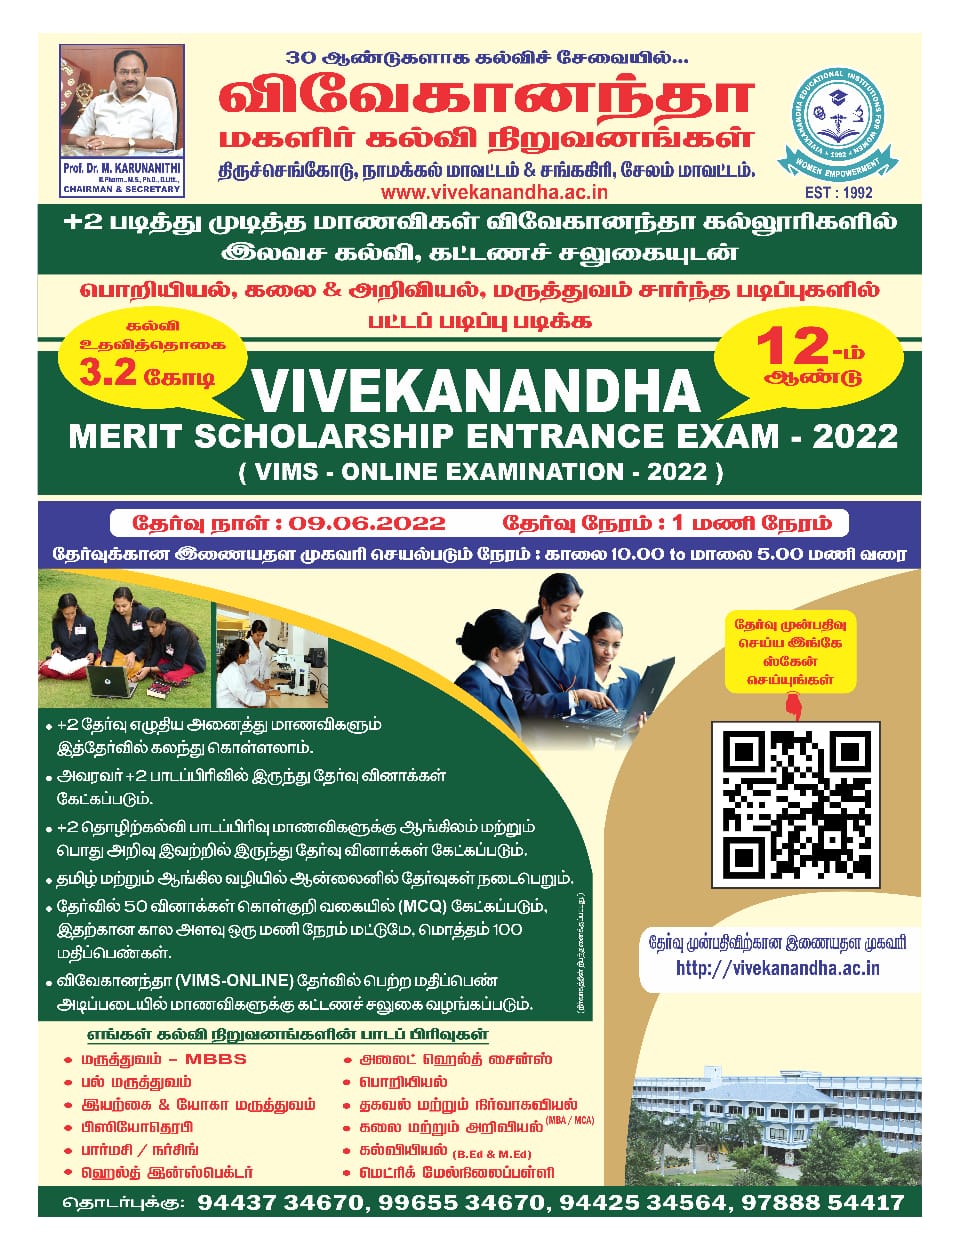 30 ஆண்டுகளாக கல்விச் சேவையில்...
விவேகானந்தா
மகளிர் கல்வி நிறுவனங்கள்
திருச்செங்கோடு, நாமக்கல் மாவட்டம் & சங்ககிரி, சேலம் மாவட்டம்.
www.vivekanandha.ac.in
Prof. Dr. M. KARUNANITHI
B.Pharm., M.S., Ph.D., D.Litt.,
CHAIRMAN & SECRETARY
VIVEKANANDHA EDUCATIONAL INSTITUTIONS FOR WOMEN
1992
WOMEN EMPOWERMENT
EST : 1992
+2 படித்து முடித்த மாணவிகள் விவேகானந்தா கல்லூரிகளில்
இலவச கல்வி, கட்டணச் சலுகையுடன்
பொறியியல், கலை & அறிவியல், மருத்துவம் சார்ந்த படிப்புகளில்
பட்டப் படிப்பு படிக்க
கல்வி
உதவித்தொகை
3.2 கோடி
12-ம்
ஆண்டு
VIVEKANANDHA
MERIT SCHOLARSHIP ENTRANCE EXAM - 2022
( VIMS - ONLINE EXAMINATION - 2022 )
தேர்வு நாள் : 09.06.2022 தேர்வு நேரம் : 1 மணி நேரம்
தேர்வுக்கான இணையதள முகவரி செயல்படும் நேரம் : காலை 10.00 to மாலை 5.00 மணி வரை
தேர்வு முன்பதிவு
செய்ய இங்கே
ஸ்கேன்
செய்யுங்கள்
• +2 தேர்வு எழுதிய அனைத்து மாணவிகளும்
இத்தேர்வில் கலந்து கொள்ளலாம்.
• அவரவர் +2 பாடப்பிரிவில் இருந்து தேர்வு வினாக்கள்
கேட்கப்படும்.
• +2 தொழிற்கல்வி பாடப்பிரிவு மாணவிகளுக்கு ஆங்கிலம் மற்றும்
பொது அறிவு இவற்றில் இருந்து தேர்வு வினாக்கள் கேட்கப்படும்.
• தமிழ் மற்றும் ஆங்கில வழியில் ஆன்லைனில் தேர்வுகள் நடைபெறும்.
• தேர்வில் 50 வினாக்கள் கொள்குறி வகையில் (MCQ) கேட்கப்படும்,
இதற்கான கால அளவு ஒரு மணி நேரம் மட்டுமே, மொத்தம் 100
மதிப்பெண்கள்.
• விவேகானந்தா (VIMS-ONLINE) தேர்வில் பெற்ற மதிப்பெண்
அடிப்படையில் மாணவிகளுக்கு கட்டணச் சலுகை வழங்கப்படும்.
தேர்வு முன்பதிவிற்கான இணையதள முகவரி
http://vivekanandha.ac.in
எங்கள் கல்வி நிறுவனங்களின் பாடப் பிரிவுகள்
• மருத்துவம் – MBBS
• பல் மருத்துவம்
• இயற்கை & யோகா மருத்துவம்
• பிஸியோதெரபி
• பார்மசி / நர்சிங்
• ஹெல்த் இன்ஸ்பெக்டர்
• அலைட் ஹெல்த் சைன்ஸ்
• பொறியியல்
• தகவல் மற்றும் நிர்வாகவியல்
(MBA / MCA)
• கலை மற்றும் அறிவியல்
• கல்வியியல் (B.Ed & M.Ed)
• மெட்ரிக் மேல்நிலைப்பள்ளி
தொடர்புக்கு: 94437 34670, 99655 34670, 94425 34564, 97888 54417